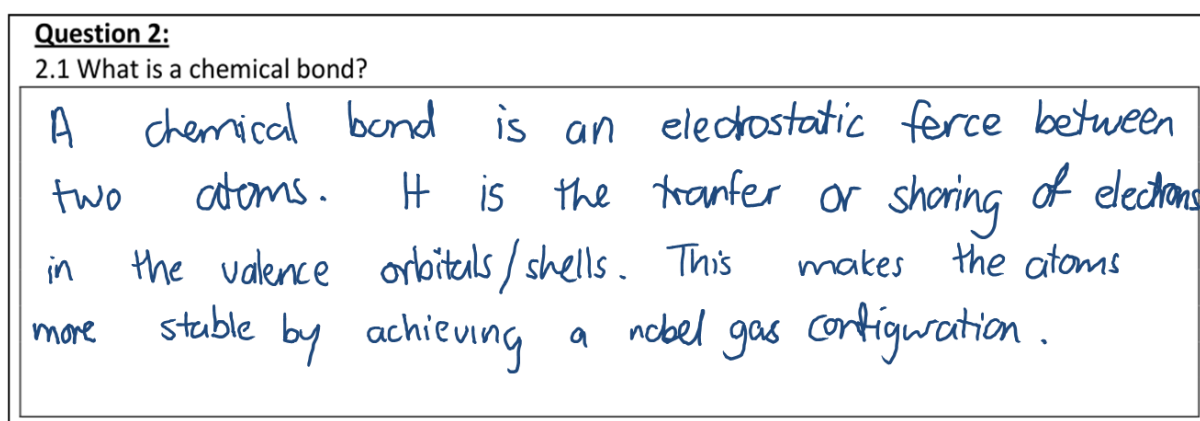 Question 2:
2.1 What is a chemical bond?
A chemical bond is an electrostatic force between
two atoms. It is the tranfer or sharing of electrons
in the valence orbitals/shells. This makes the atoms
more stable by achieving a nobel gas configuration.